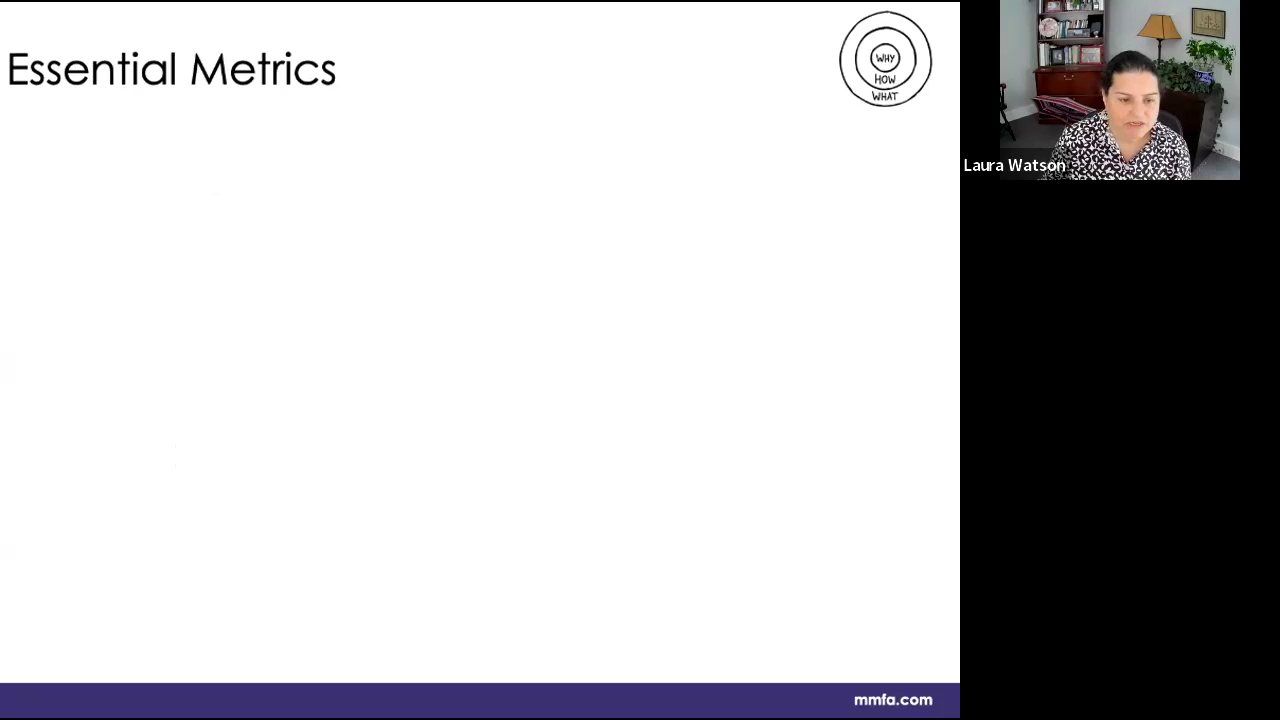 Essential Metrics
WHY
HOW
WHAT
Laura Watson
mmfa.com